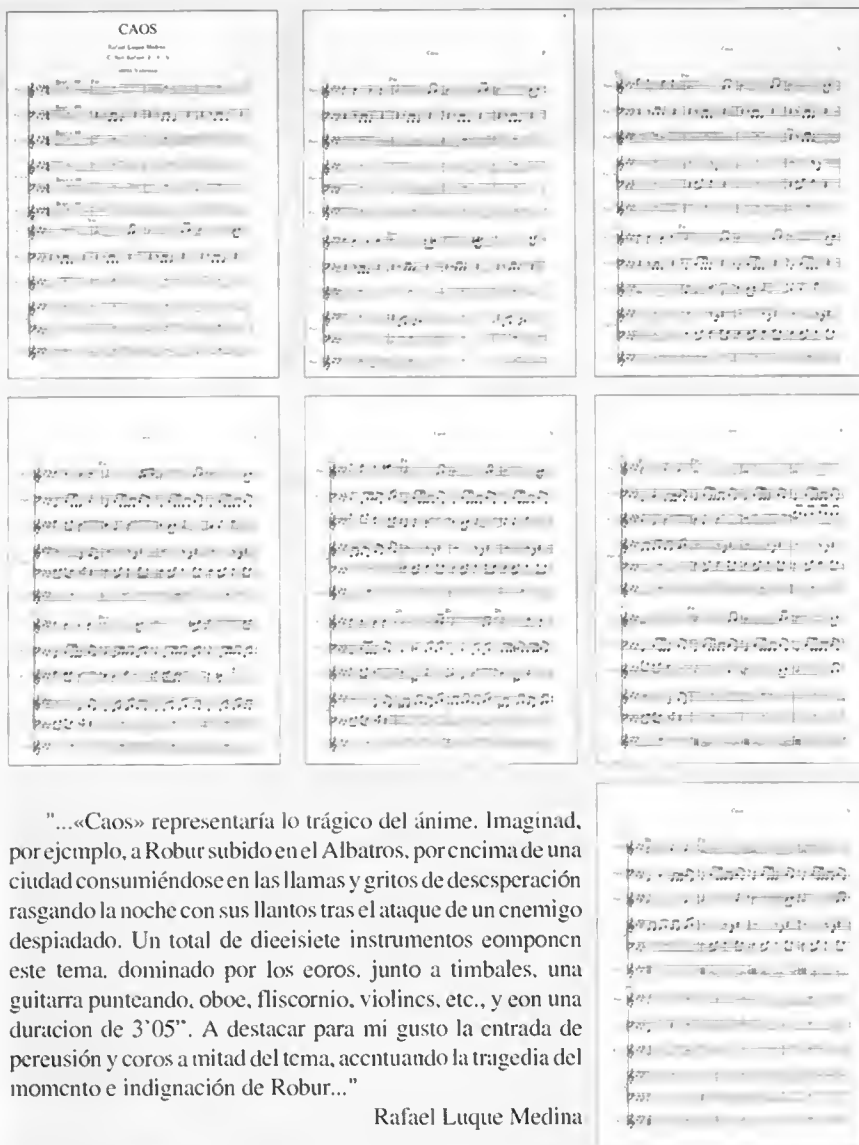 CAOS
Rafael Luque Medina
"...«Caos» representaría lo trágico del ánime. Imaginad,
por ejemplo, a Robur subido en el Albatros, por encima de una
ciudad consumiéndose en las llamas y gritos de desesperación
rasgando la noche con sus llantos tras el ataque de un enemigo
despiadado. Un total de diecisiete instrumentos componen
este tema, dominado por los coros, junto a timbales, una
guitarra punteando, oboe, fliscornio, violines, etc., y con una
duracion de 3'05". A destacar para mi gusto la entrada de
percusión y coros a mitad del tema, acentuando la tragedia del
momento e indignación de Robur..."
Rafael Luque Medina